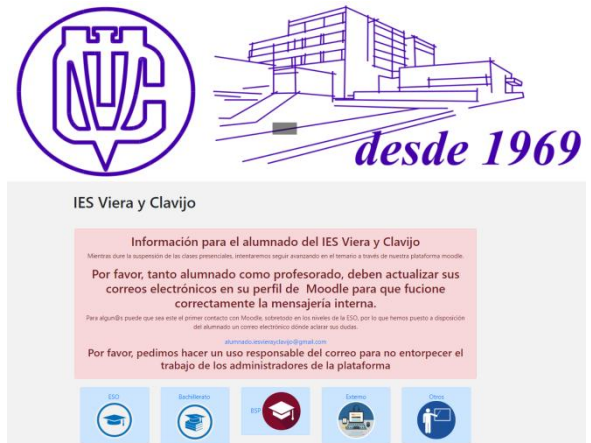 desde 1969
IES Viera y Clavijo
Información para el alumnado del IES Viera y Clavijo
Mientras dure la suspensión de las clases presenciales, intentaremos seguir avanzando en el temario a través de nuestra plataforma moodle.
Por favor, tanto alumnado como profesorado, deben actualizar sus
correos electrónicos en su perfil de Moodle para que fucione
correctamente la mensajería interna.
Para algun@s puede que sea este el primer contacto con Moodle, sobretodo en los niveles de la ESO, por lo que hemos puesto a disposición
del alumnado un correo electrónico dónde aclarar sus dudas.
alumnado.iesvierayclavijo@gmail.com
Por favor, pedimos hacer un uso responsable del correo para no entorpecer el
trabajo de los administradores de la plataforma
ESO
Bachillerato
BSP
Externo
Otros